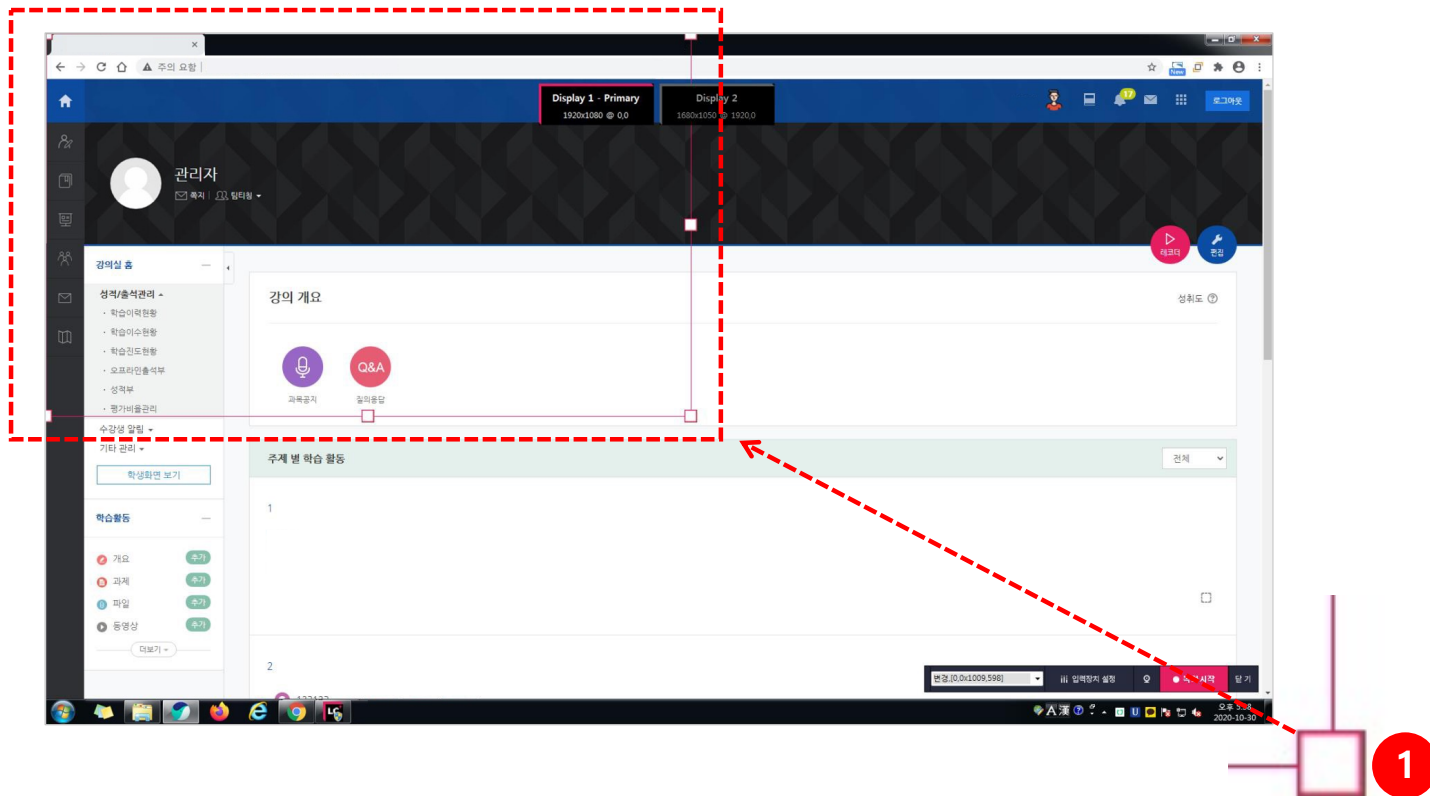 주의 요함
New
Display 1 - Primary
1920x1080 @ 0,0
Display 2
1680x1050 @ 1920,0
17
로그아웃
관리자
쪽지
팀티칭
레코더
편집
강의실 홈
성적/출석관리
· 학습이력현황
· 학습이수현황
· 학습진도현황
· 오프라인출석부
· 성적부
· 평가비율관리
수강생 알림
기타 관리
학생화면 보기
학습활동
개요 추가
과제 추가
파일 추가
동영상 추가
더보기
강의 개요
성취도
Q&A
과목공지
질의응답
주제 별 학습 활동
전체
1
2
변경,[0,0x1009,598]
입력장치 설정
시작
닫기
A 漢
오후
2020-10-30
1